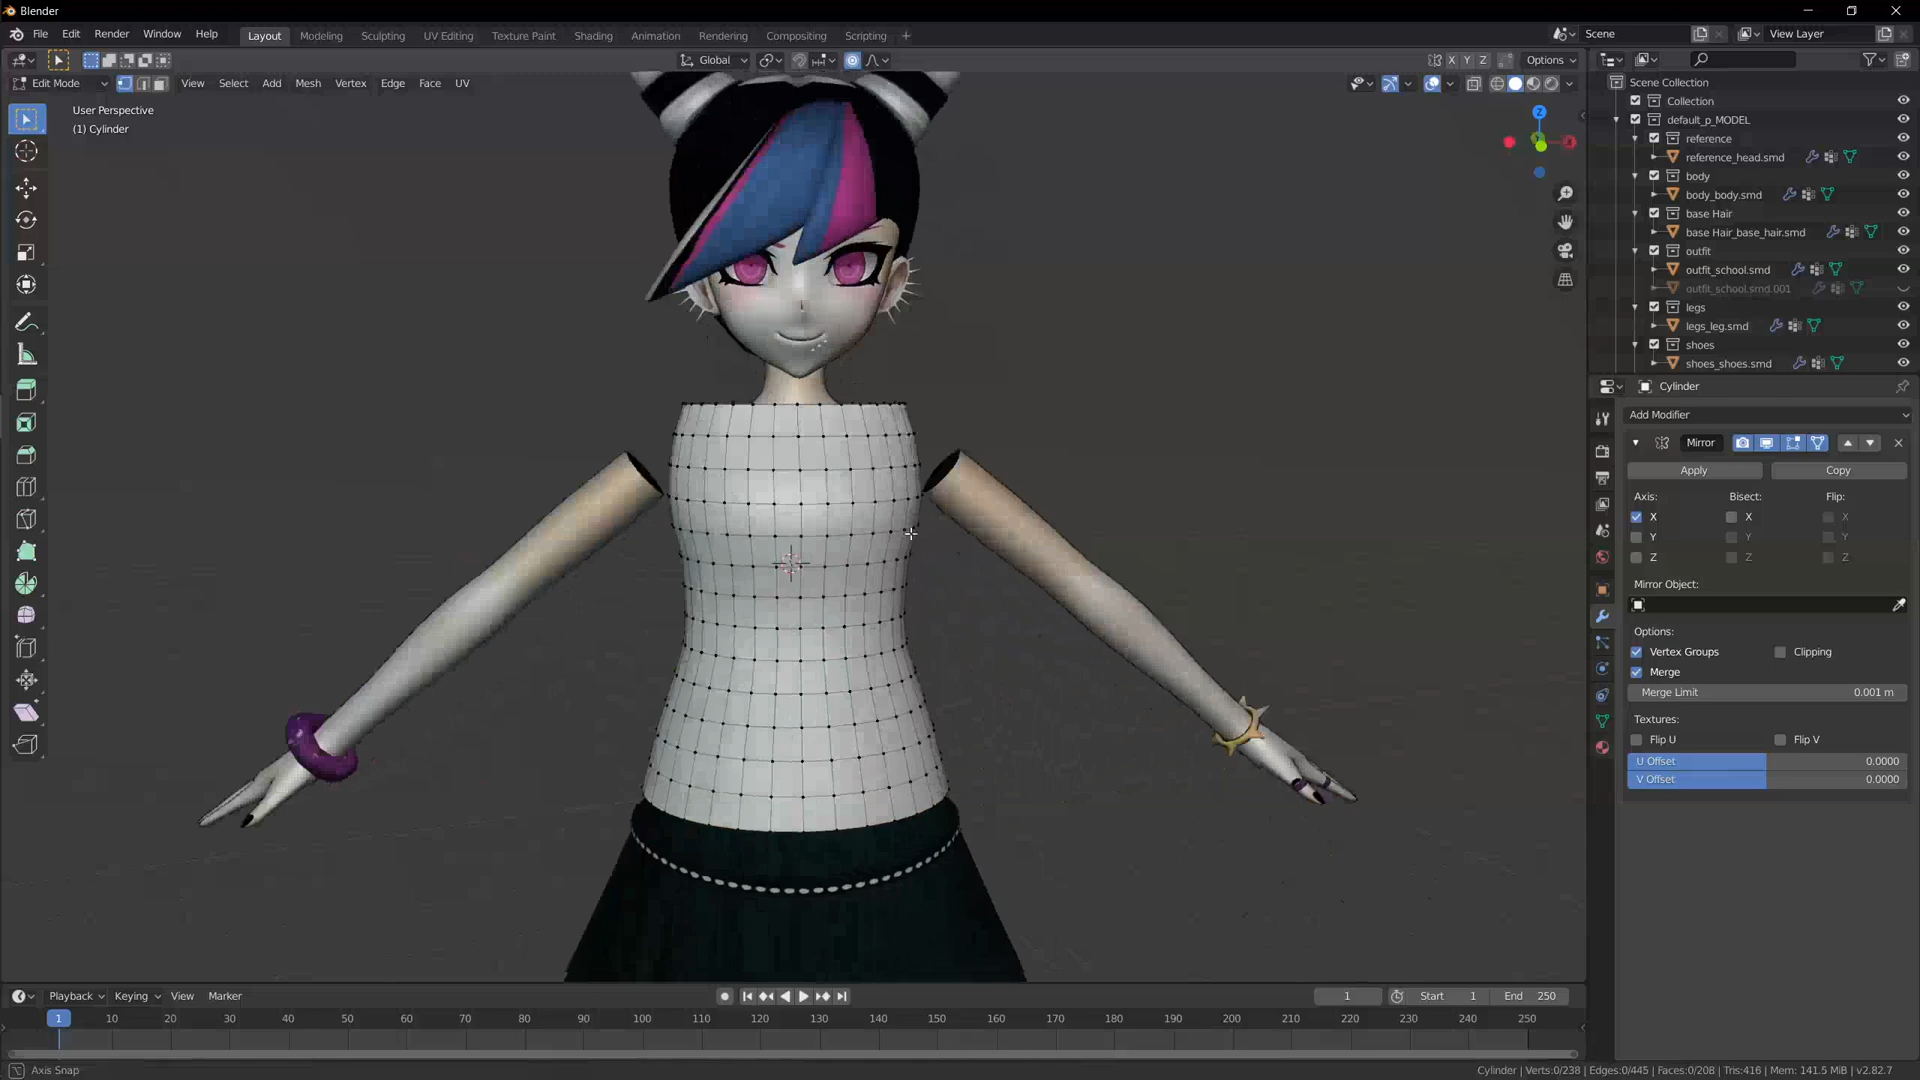 Blender
File Edit Render Window Help Layout Modeling Sculpting UV Editing Texture Paint Shading Animation Rendering Compositing Scripting + Scene View Layer
Global X Y Z Options
Edit Mode View Select Add Mesh Vertex Edge Face UV
User Perspective
(1) Cylinder
Z
Scene Collection
Collection
default_p_MODEL
reference
reference_head.smd
body
body_body.smd
base Hair
base Hair_base_hair.smd
outfit
outfit_school.smd
outfit_school.smd.001
legs
legs_leg.smd
shoes
shoes_shoes.smd
Cylinder
Add Modifier
Mirror
Apply Copy
Axis: Bisect: Flip:
X X X
Y Y Y
Z Z Z
Mirror Object:
Options:
Vertex Groups Clipping
Merge
Merge Limit 0.001 m
Textures:
Flip U Flip V
U Offset 0.0000
V Offset 0.0000
Playback Keying View Marker 1 Start 1 End 250
1 10 20 30 40 50 60 70 80 90 100 110 120 130 140 150 160 170 180 190 200 210 220 230 240 250
Axis Snap Cylinder | Verts:0/238 | Edges:0/445 | Faces:0/208 | Tris:416 | Mem: 141.5 MiB | v2.82.7